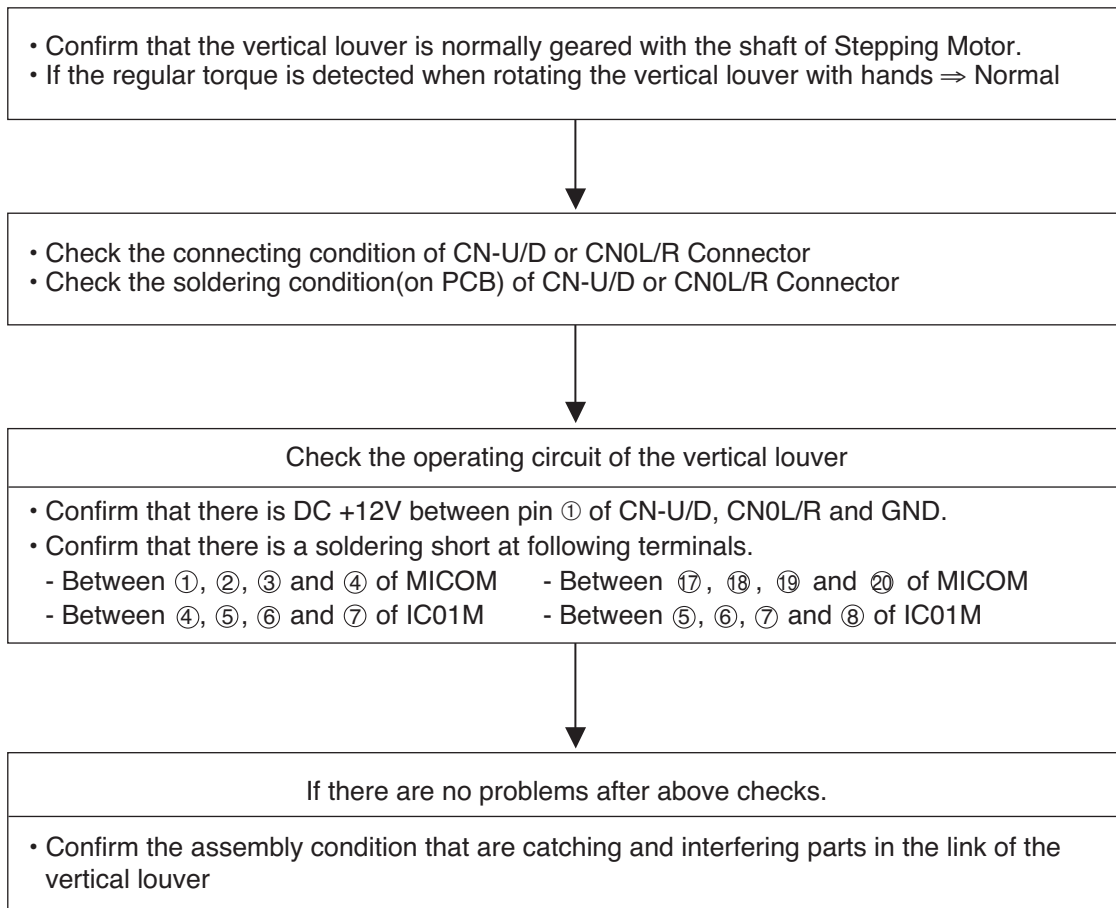 • Confirm that the vertical louver is normally geared with the shaft of Stepping Motor.
• If the regular torque is detected when rotating the vertical louver with hands ⇒ Normal
• Check the connecting condition of CN-U/D or CN0L/R Connector
• Check the soldering condition(on PCB) of CN-U/D or CN0L/R Connector
Check the operating circuit of the vertical louver
• Confirm that there is DC +12V between pin ① of CN-U/D, CN0L/R and GND.
• Confirm that there is a soldering short at following terminals.
- Between ①, ②, ③ and ④ of MICOM - Between ⑰, ⑱, ⑲ and ⑳ of MICOM
- Between ④, ⑤, ⑥ and ⑦ of IC01M - Between ⑤, ⑥, ⑦ and ⑧ of IC01M
If there are no problems after above checks.
• Confirm the assembly condition that are catching and interfering parts in the link of the
vertical louver